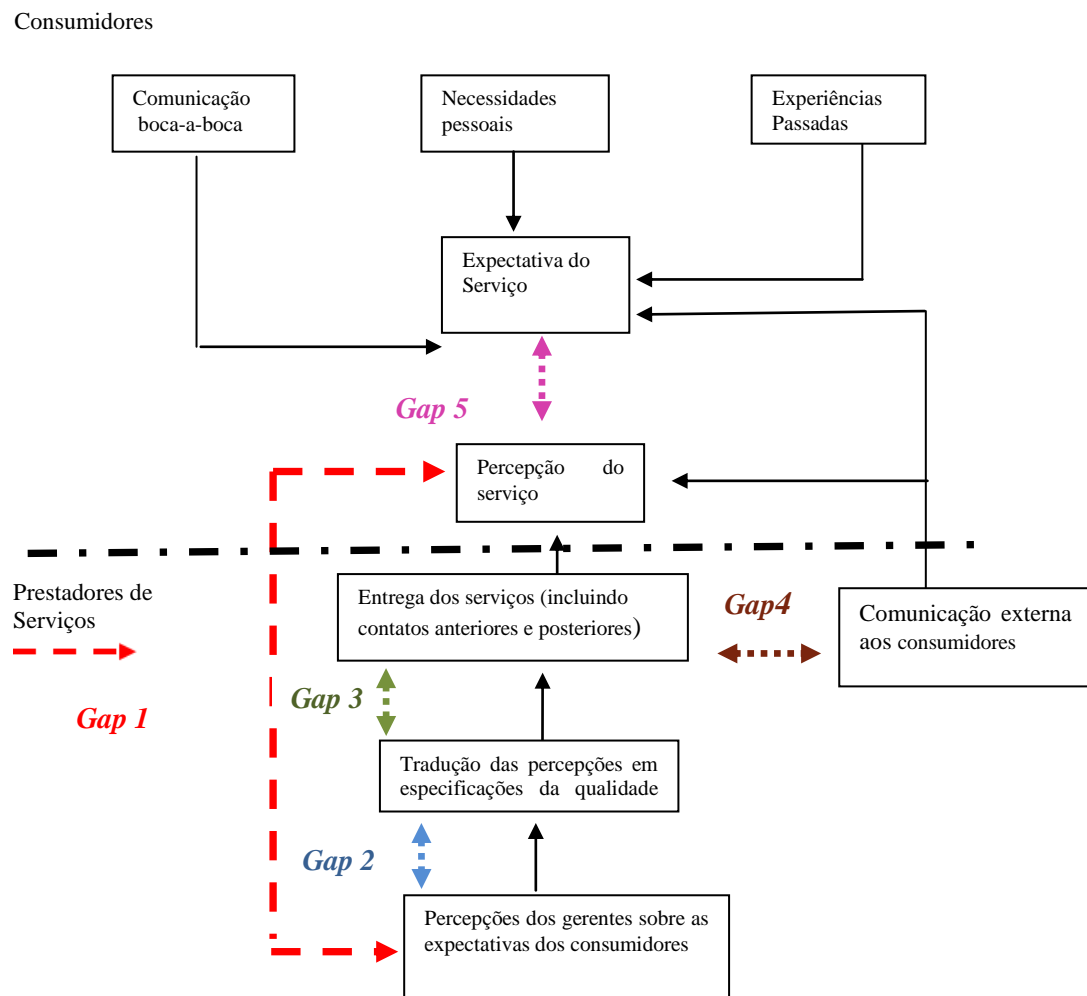 Consumidores
Comunicação
boca-a-boca
Necessidades
pessoais
Experiências
Passadas
Expectativa do
Serviço
Gap 5
Percepção do
serviço
Prestadores de
Serviços
Entrega dos serviços (incluindo
contatos anteriores e posteriores)
Gap4
Comunicação externa
aos consumidores
Gap 3
Gap 1
Tradução das percepções em
especificações da qualidade
Gap 2
Percepções dos gerentes sobre as
expectativas dos consumidores